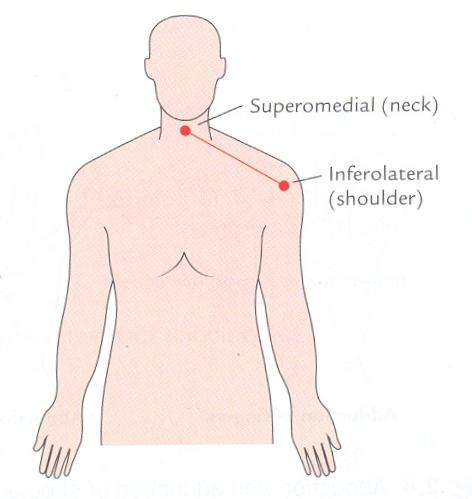 Superomedial (neck)
Inferolateral
(shoulder)